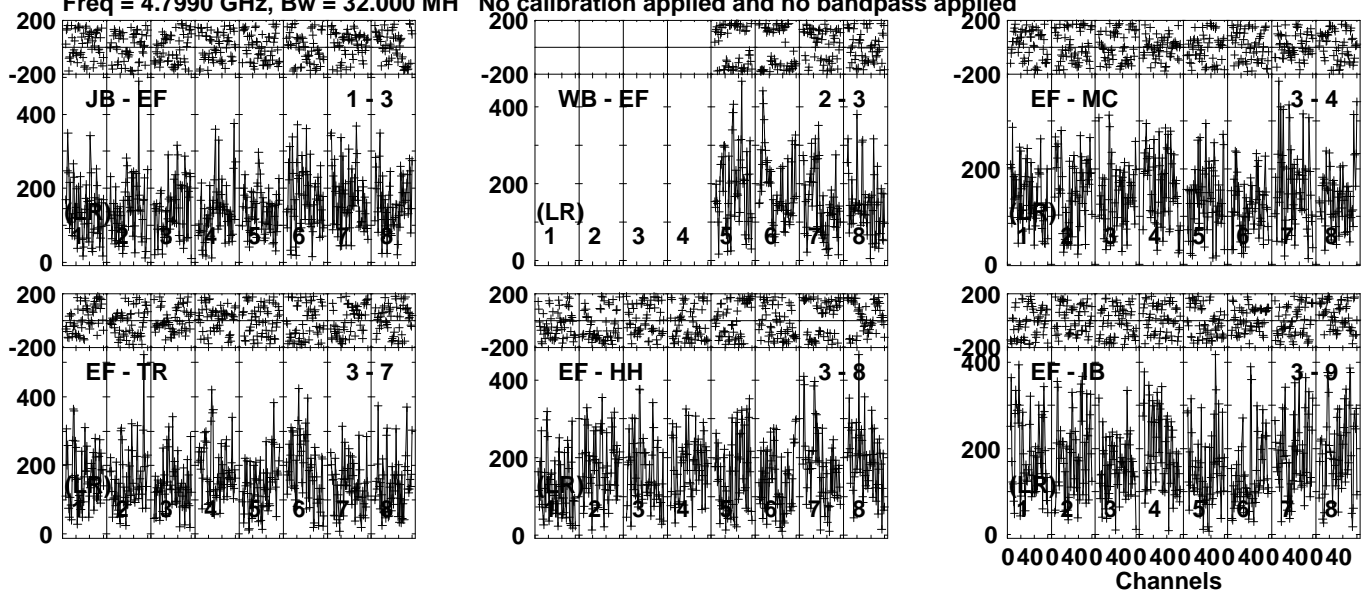 Freq = 4.7990 GHz, Bw = 32.000 MH No calibration applied and no bandpass applied
200
-200
JB - EF 1 - 3
400
200
0
(LR)
1 2 3 4 5 6 7 8
200
-200
WB - EF 2 - 3
400
200
0
(LR)
1 2 3 4 5 6 7 8
200
-200
EF - MC 3 - 4
400
200
0
(LR)
1 2 3 4 5 6 7 8
200
-200
EF - TR 3 - 7
400
200
0
(LR)
1 2 3 4 5 6 7 8
200
-200
EF - HH 3 - 8
400
200
0
(LR)
1 2 3 4 5 6 7 8
200
-200
EF - IB 3 - 9
400
200
0
(LR)
1 2 3 4 5 6 7 8
0 40 0 40 0 40 0 40 0 40 0 40 0 40 0 40
Channels